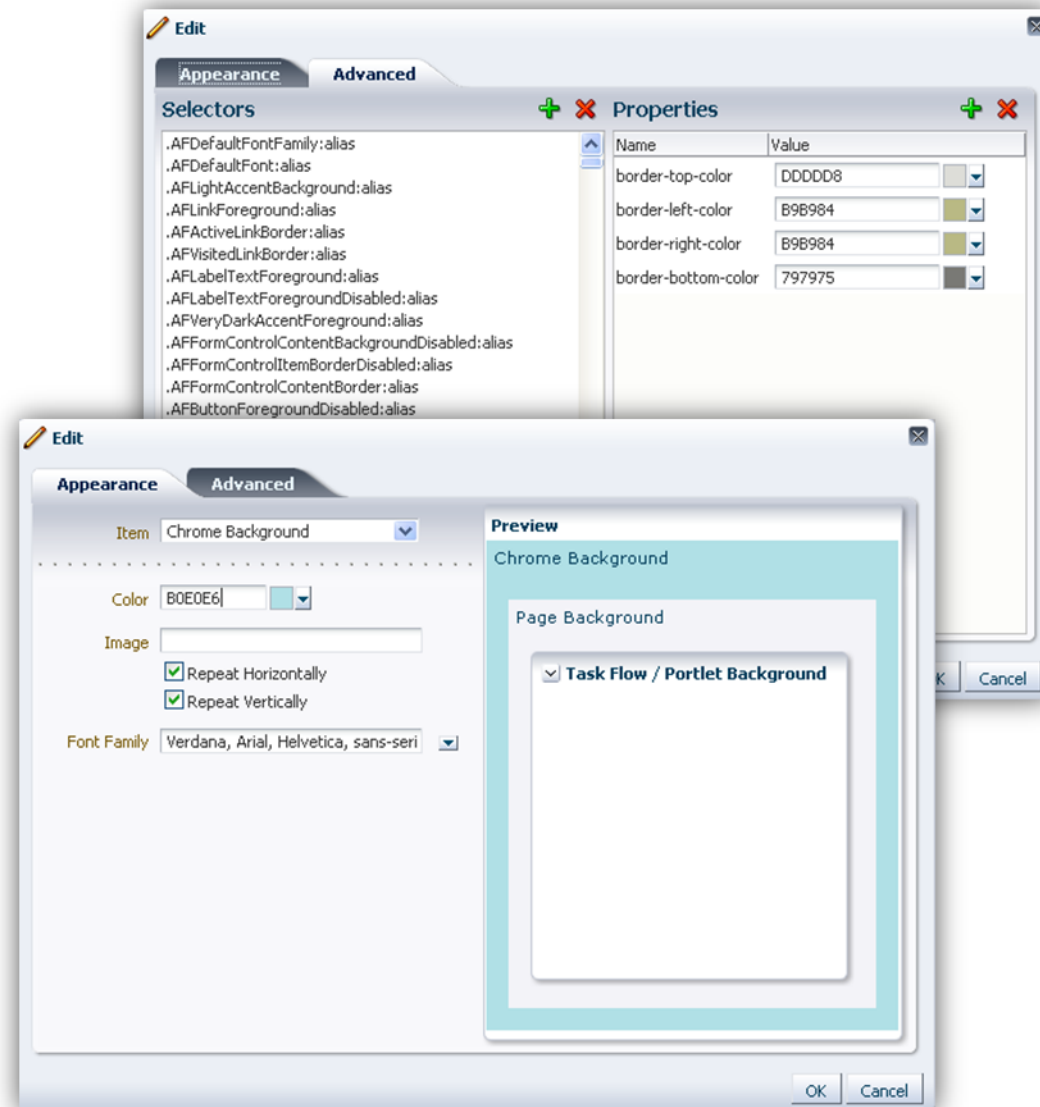 Edit
Appearance Advanced
Selectors Properties
Name Value
.AFDefaultFontFamily:alias
.AFDefaultFont:alias
.AFLightAccentBackground:alias
.AFLinkForeground:alias
.AFActiveLinkBorder:alias
.AFVisitedLinkBorder:alias
.AFLabelTextForeground:alias
.AFLabelTextForegroundDisabled:alias
.AFVeryDarkAccentForeground:alias
.AFFormControlContentBackgroundDisabled:alias
.AFFormControlItemBorderDisabled:alias
.AFFormControlContentBorder:alias
.AFButtonForegroundDisabled:alias
border-top-color DDDDD8
border-left-color B9B984
border-right-color B9B984
border-bottom-color 797975
Cancel
Edit
Appearance Advanced
Item Chrome Background
Color B0E0E6
Image
Repeat Horizontally
Repeat Vertically
Font Family Verdana, Arial, Helvetica, sans-seri
Preview
Chrome Background
Page Background
Task Flow / Portlet Background
OK Cancel